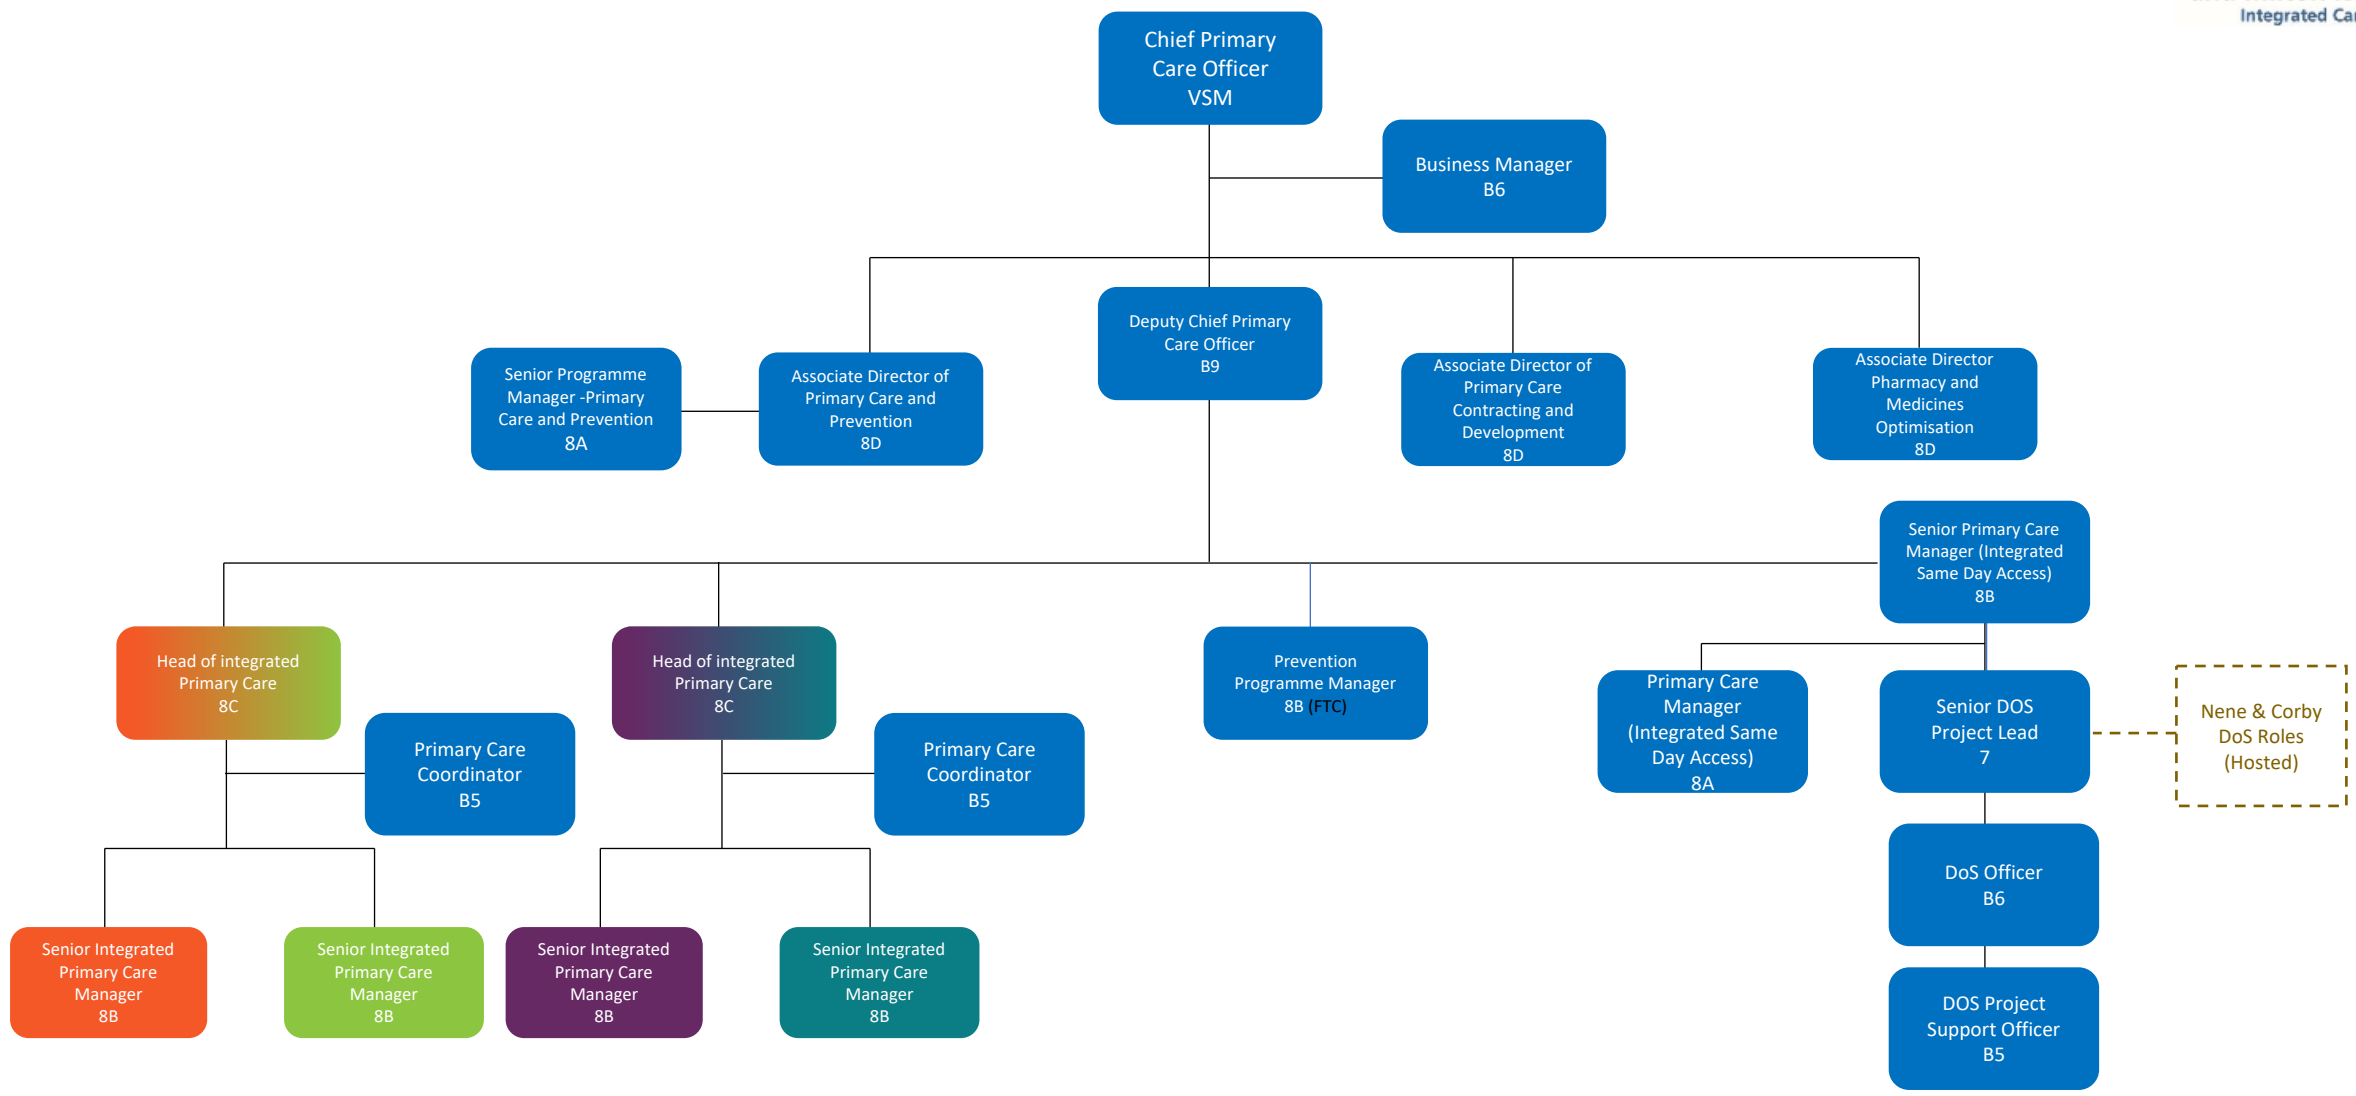 Integrated
Chief Primary
Care Officer
VSM
Business Manager
B6
Deputy Chief Primary
Care Officer
B9
Senior Programme
Manager -Primary
Care and Prevention
8A
Associate Director of
Primary Care and
Prevention
8D
Associate Director of
Primary Care
Contracting and
Development
8D
Associate Director
Pharmacy and
Medicines
Optimisation
8D
Senior Primary Care
Manager (Integrated
Same Day Access)
8B
Head of integrated
Primary Care
8C
Head of integrated
Primary Care
8C
Prevention
Programme Manager
8B (FTC)
Primary Care
Manager
(Integrated Same
Day Access)
8A
Senior DOS
Project Lead
7
Nene & Corby
DoS Roles
(Hosted)
Primary Care
Coordinator
B5
Primary Care
Coordinator
B5
DoS Officer
B6
Senior Integrated
Primary Care
Manager
8B
Senior Integrated
Primary Care
Manager
8B
Senior Integrated
Primary Care
Manager
8B
Senior Integrated
Primary Care
Manager
8B
DOS Project
Support Officer
B5